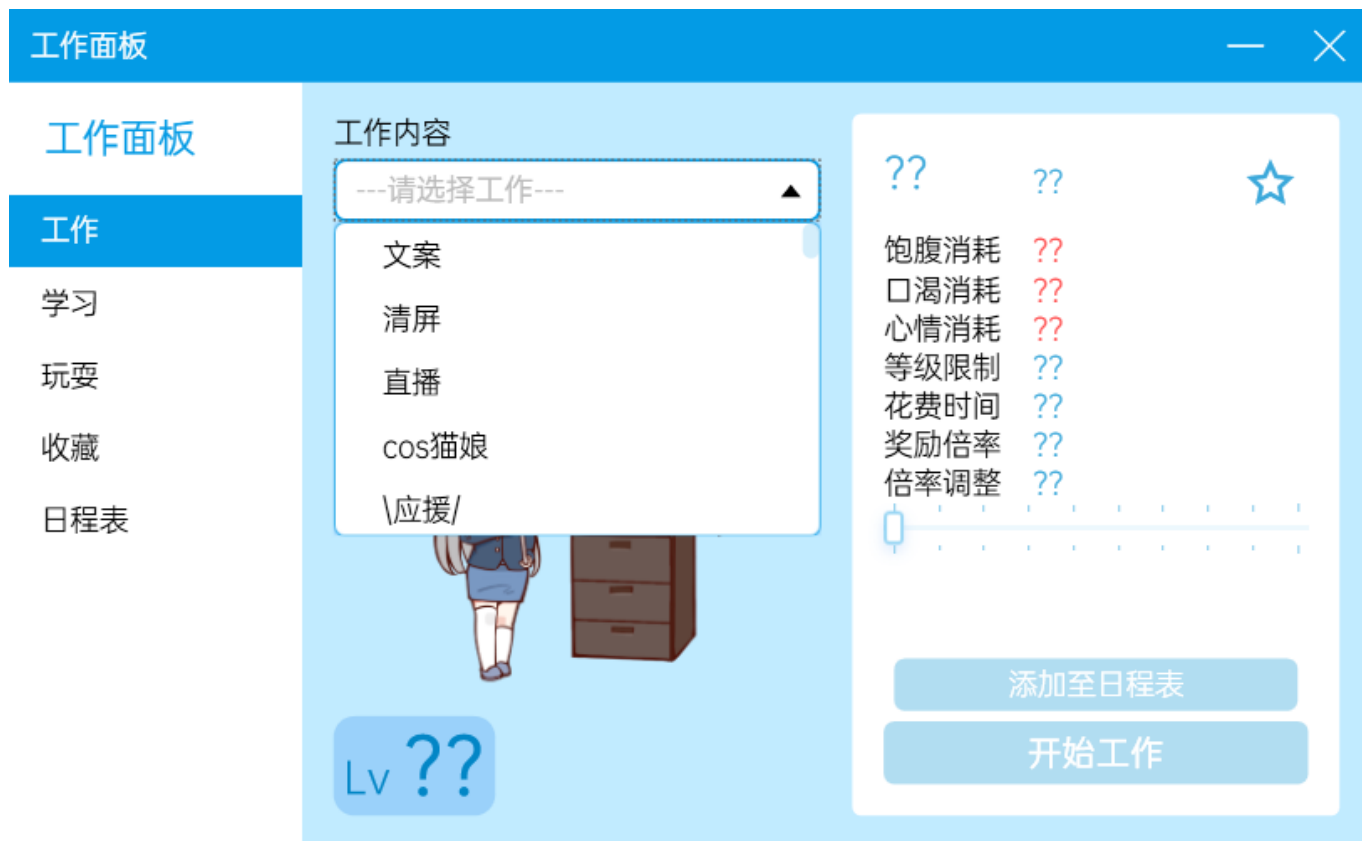 工作面板
工作面板
工作
学习
玩耍
收藏
日程表
工作内容
---请选择工作---
文案
清屏
直播
cos猫娘
\应援/
Lv ??
?? ??
饱腹消耗 ??
口渴消耗 ??
心情消耗 ??
等级限制 ??
花费时间 ??
奖励倍率 ??
倍率调整 ??
添加至日程表
开始工作